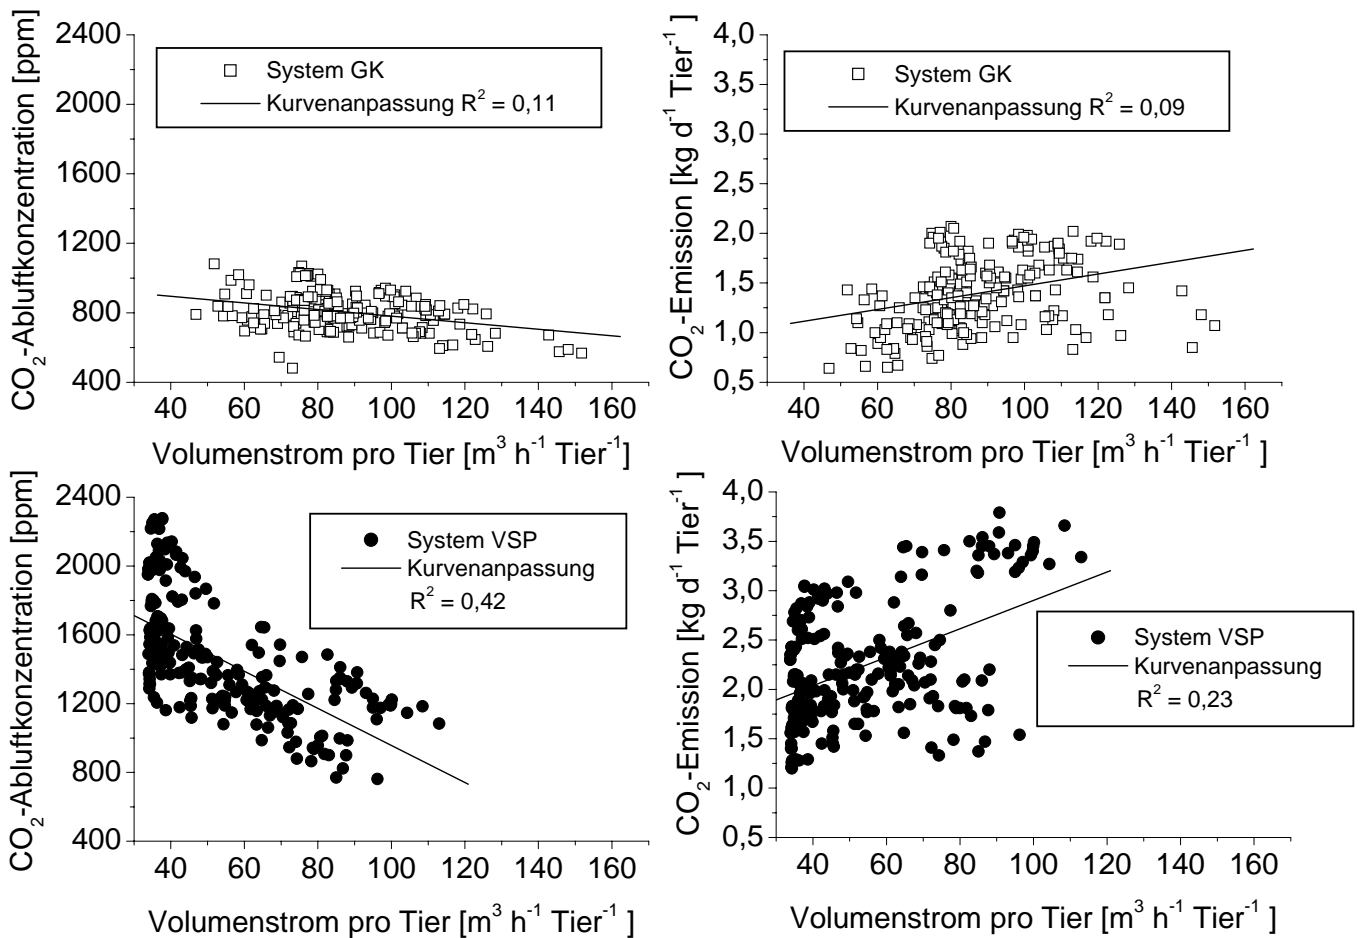 CO2-Abluftkonzentration [ppm]
2400
2000
1600
1200
800
400
System GK
Kurvenanpassung R² = 0,11
40 60 80 100 120 140 160
Volumenstrom pro Tier [m³ h⁻¹ Tier⁻¹]
CO2-Emission [kg d⁻¹ Tier⁻¹ ]
4,0
3,5
3,0
2,5
2,0
1,5
1,0
0,5
System GK
Kurvenanpassung R² = 0,09
40 60 80 100 120 140 160
Volumenstrom pro Tier [m³ h⁻¹ Tier⁻¹ ]
CO2-Abluftkonzentration [ppm]
2400
2000
1600
1200
800
400
System VSP
Kurvenanpassung
R² = 0,42
40 60 80 100 120 140 160
Volumenstrom pro Tier [m³ h⁻¹ Tier⁻¹ ]
CO2-Emission [kg d⁻¹ Tier⁻¹ ]
4,0
3,5
3,0
2,5
2,0
1,5
1,0
0,5
System VSP
Kurvenanpassung
R² = 0,23
40 60 80 100 120 140 160
Volumenstrom pro Tier [m³ h⁻¹ Tier⁻¹ ]